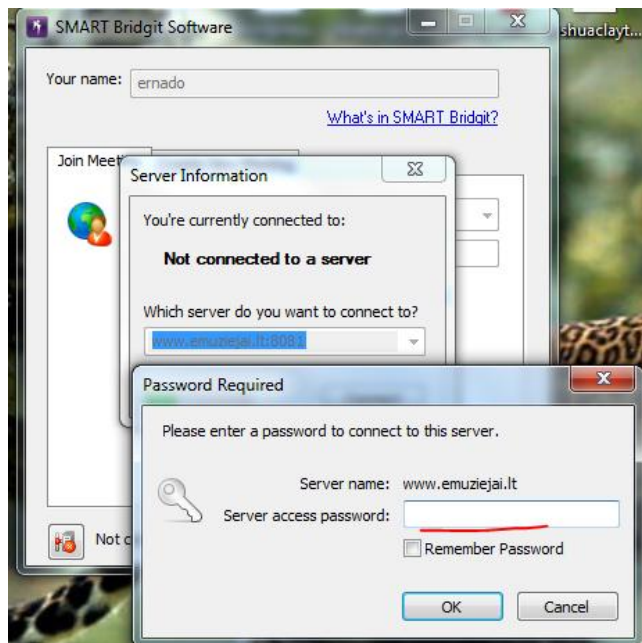 SMART Bridgit Software
shuaclayt...
Your name:
ernado
What's in SMART Bridgit?
Join Meet
Server Information
You're currently connected to:
Not connected to a server
Which server do you want to connect to?
www.emuziejai.lt:8081
Password Required
Please enter a password to connect to this server.
Server name: www.emuziejai.lt
Server access password:
Remember Password
Not c
OK
Cancel